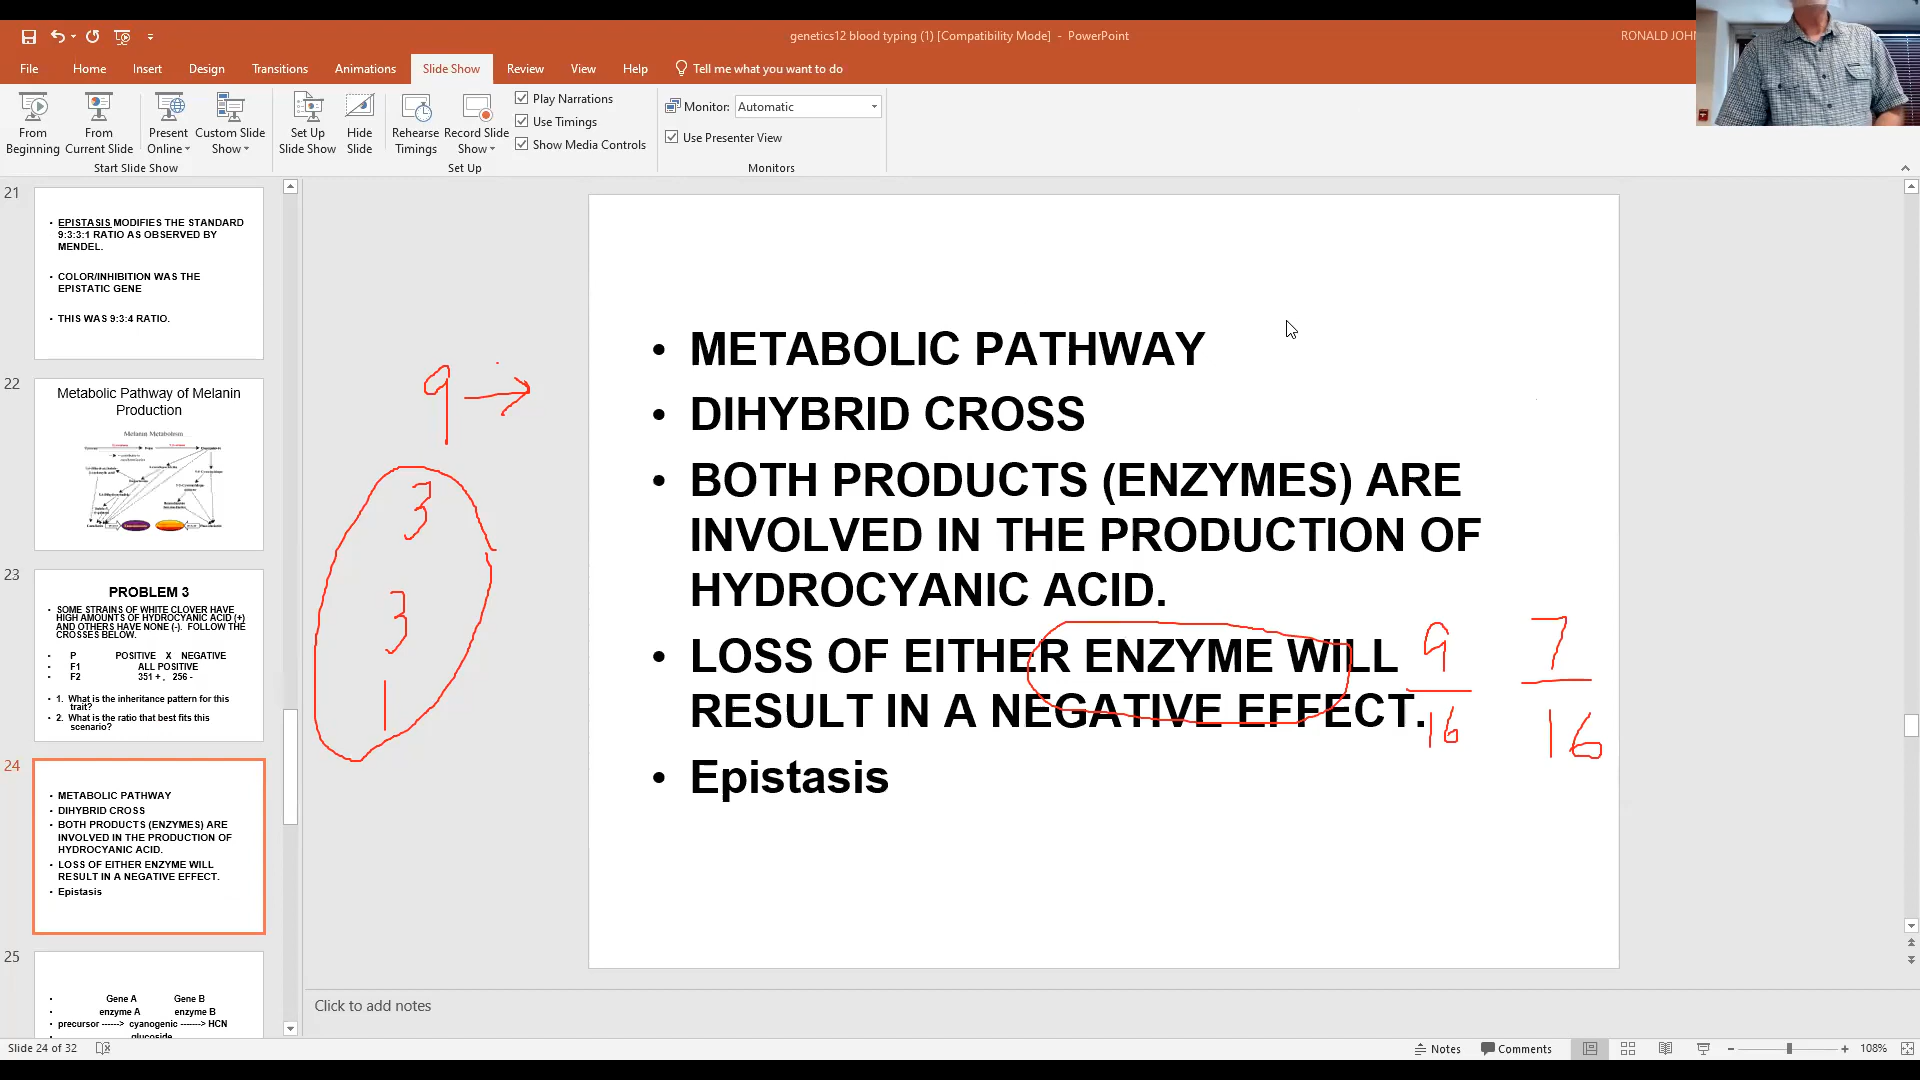 genetics12 blood typing (1) [Compatibility Mode] - PowerPoint
RONALD JOHN
File Home Insert Design Transitions Animations Slide Show Review View Help Tell me what you want to do
From Beginning
From Current Slide
Present Online
Custom Slide Show
Start Slide Show
Set Up Slide Show
Hide Slide
Rehearse Timings
Record Slide Show
Play Narrations
Use Timings
Show Media Controls
Set Up
Monitor: Automatic
Use Presenter View
Monitors
21
• EPISTASIS MODIFIES THE STANDARD
9:3:3:1 RATIO AS OBSERVED BY
MENDEL.
• COLOR/INHIBITION WAS THE
EPISTATIC GENE
• THIS WAS 9:3:4 RATIO.
22
Metabolic Pathway of Melanin
Production
Melanin Metabolism
23
PROBLEM 3
• SOME STRAINS OF WHITE CLOVER HAVE
HIGH AMOUNTS OF HYDROCYANIC ACID (+)
AND OTHERS HAVE NONE (-). FOLLOW THE
CROSSES BELOW.
• P POSITIVE X NEGATIVE
• F1 ALL POSITIVE
• F2 351 + , 256 -
• 1. What is the inheritance pattern for this
trait?
• 2. What is the ratio that best fits this
scenario?
24
• METABOLIC PATHWAY
• DIHYBRID CROSS
• BOTH PRODUCTS (ENZYMES) ARE
INVOLVED IN THE PRODUCTION OF
HYDROCYANIC ACID.
• LOSS OF EITHER ENZYME WILL
RESULT IN A NEGATIVE EFFECT.
• Epistasis
25
• Gene A Gene B
• enzyme A enzyme B
• precursor ------> cyanogenic -------> HCN
• glucoside
9 →
3
3
1
• METABOLIC PATHWAY
• DIHYBRID CROSS
• BOTH PRODUCTS (ENZYMES) ARE
INVOLVED IN THE PRODUCTION OF
HYDROCYANIC ACID.
• LOSS OF EITHER ENZYME WILL
RESULT IN A NEGATIVE EFFECT.
• Epistasis
9 7
16 16
Click to add notes
Slide 24 of 32
Notes Comments 108%